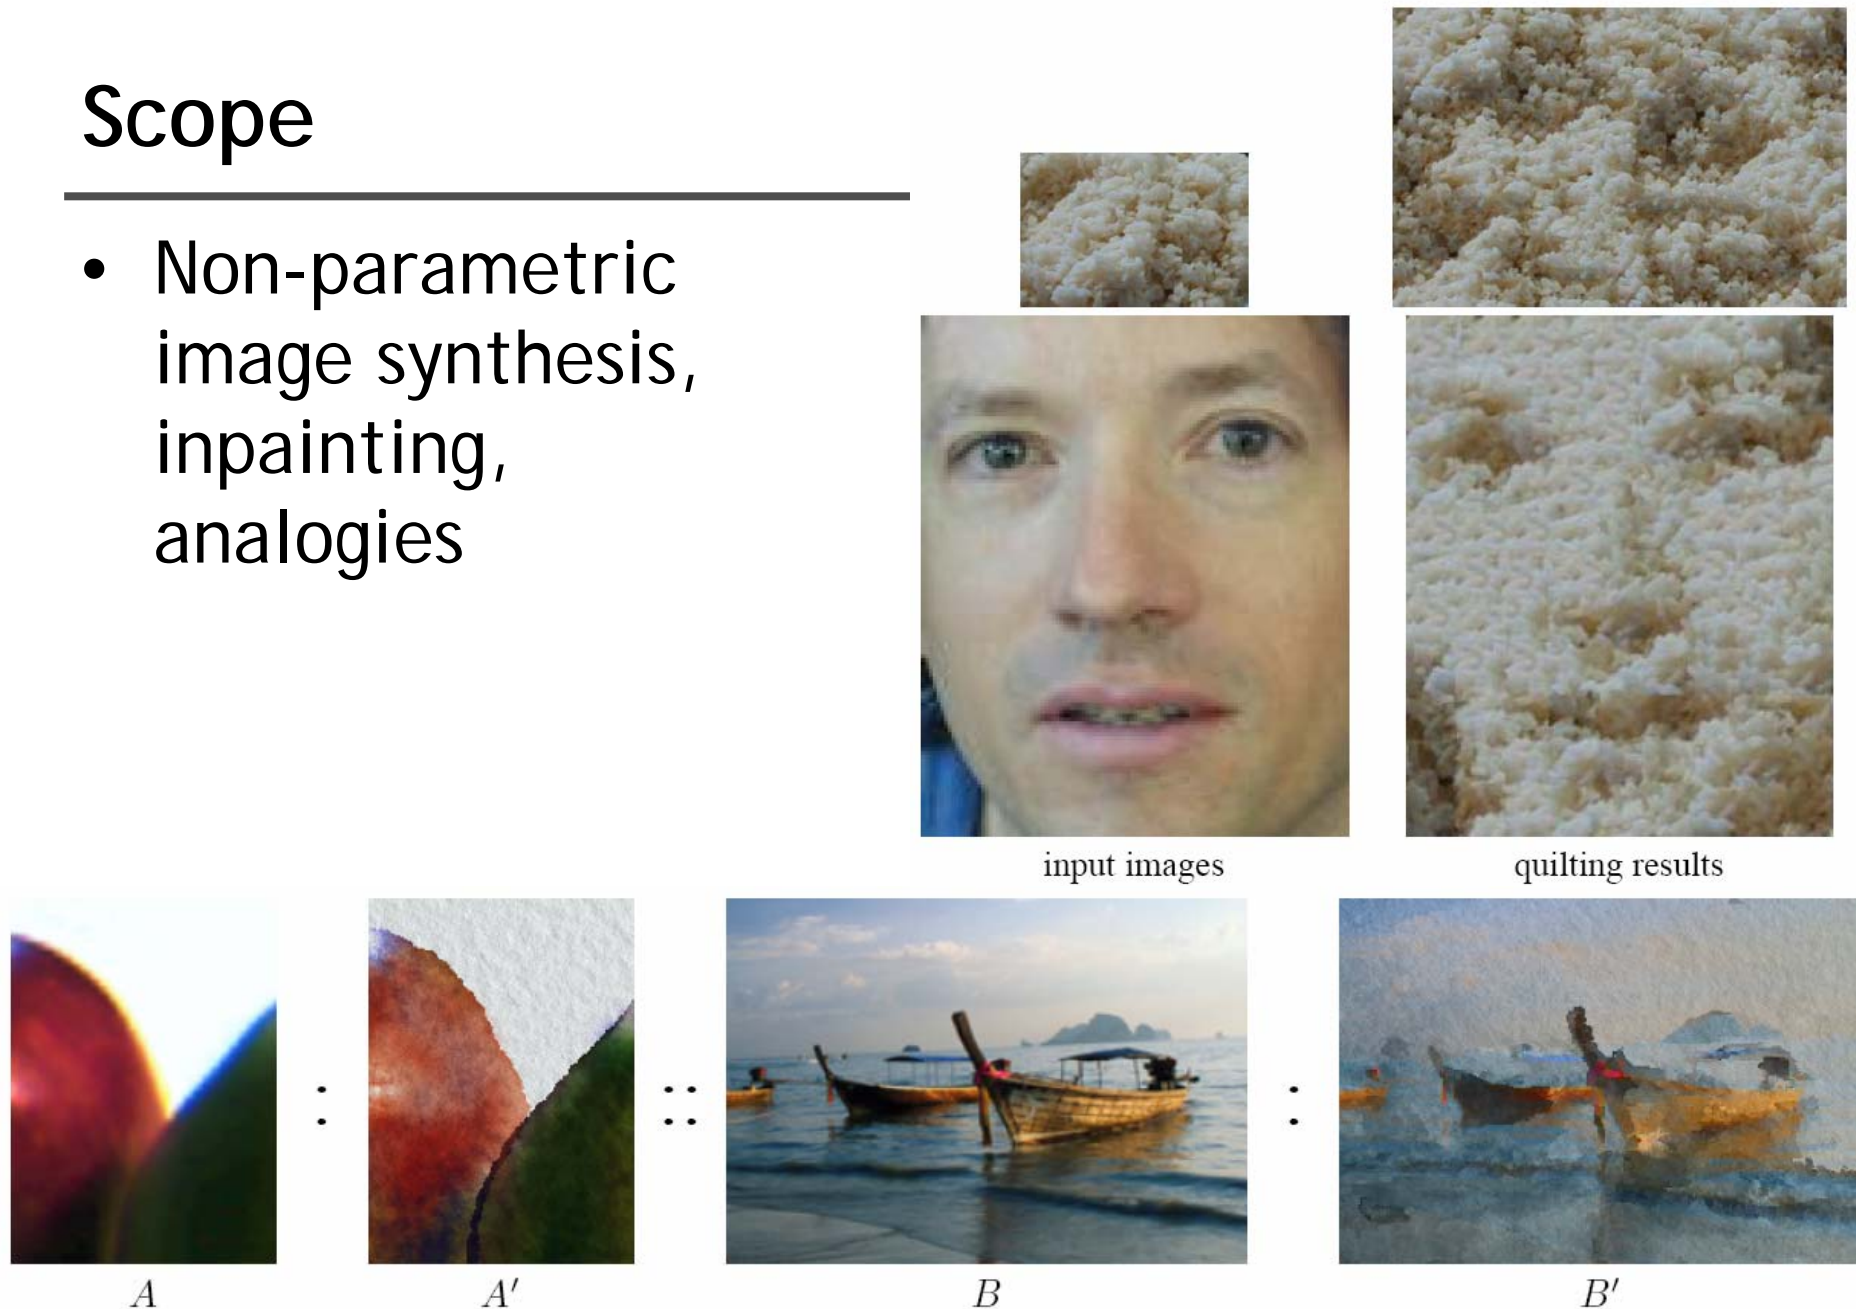 Scope
• Non-parametric
image synthesis,
inpainting,
analogies
input images
quilting results
: :: :
A A′ B B′